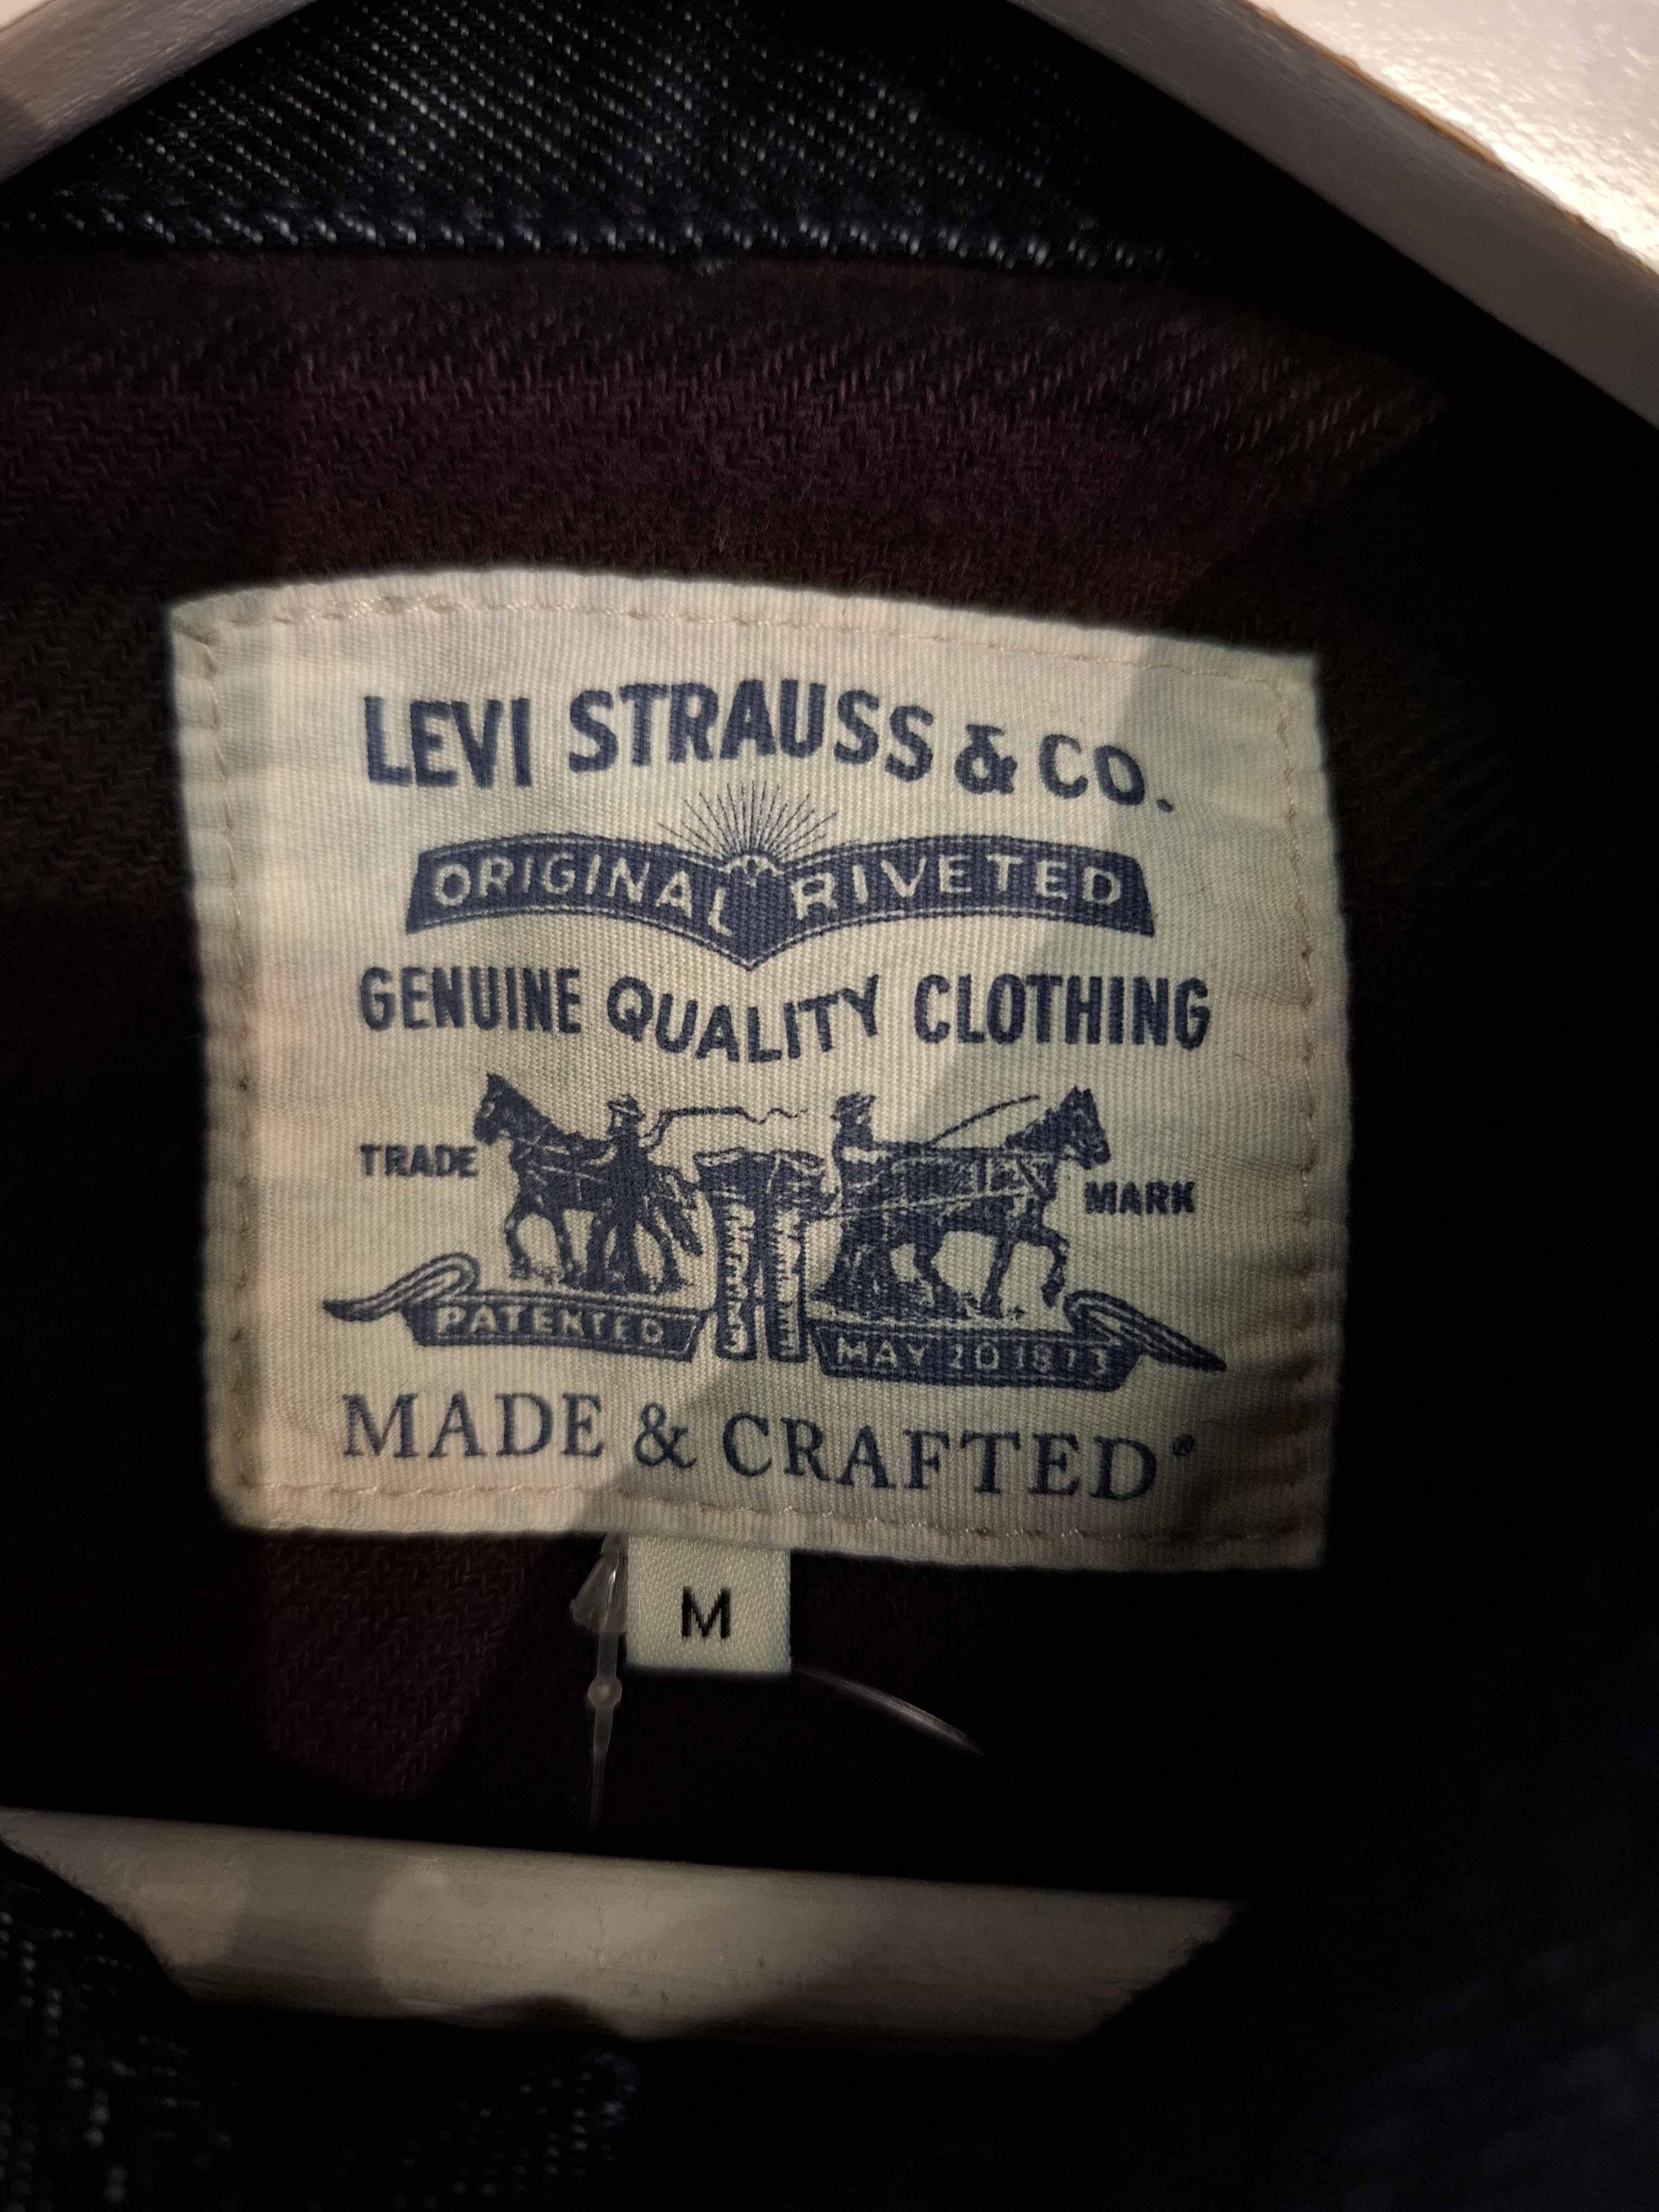 LEVI STRAUSS & CO.
ORIGINAL RIVETED
GENUINE QUALITY CLOTHING
TRADE MARK
PATENTED MAY 20 1873
MADE & CRAFTED®
M